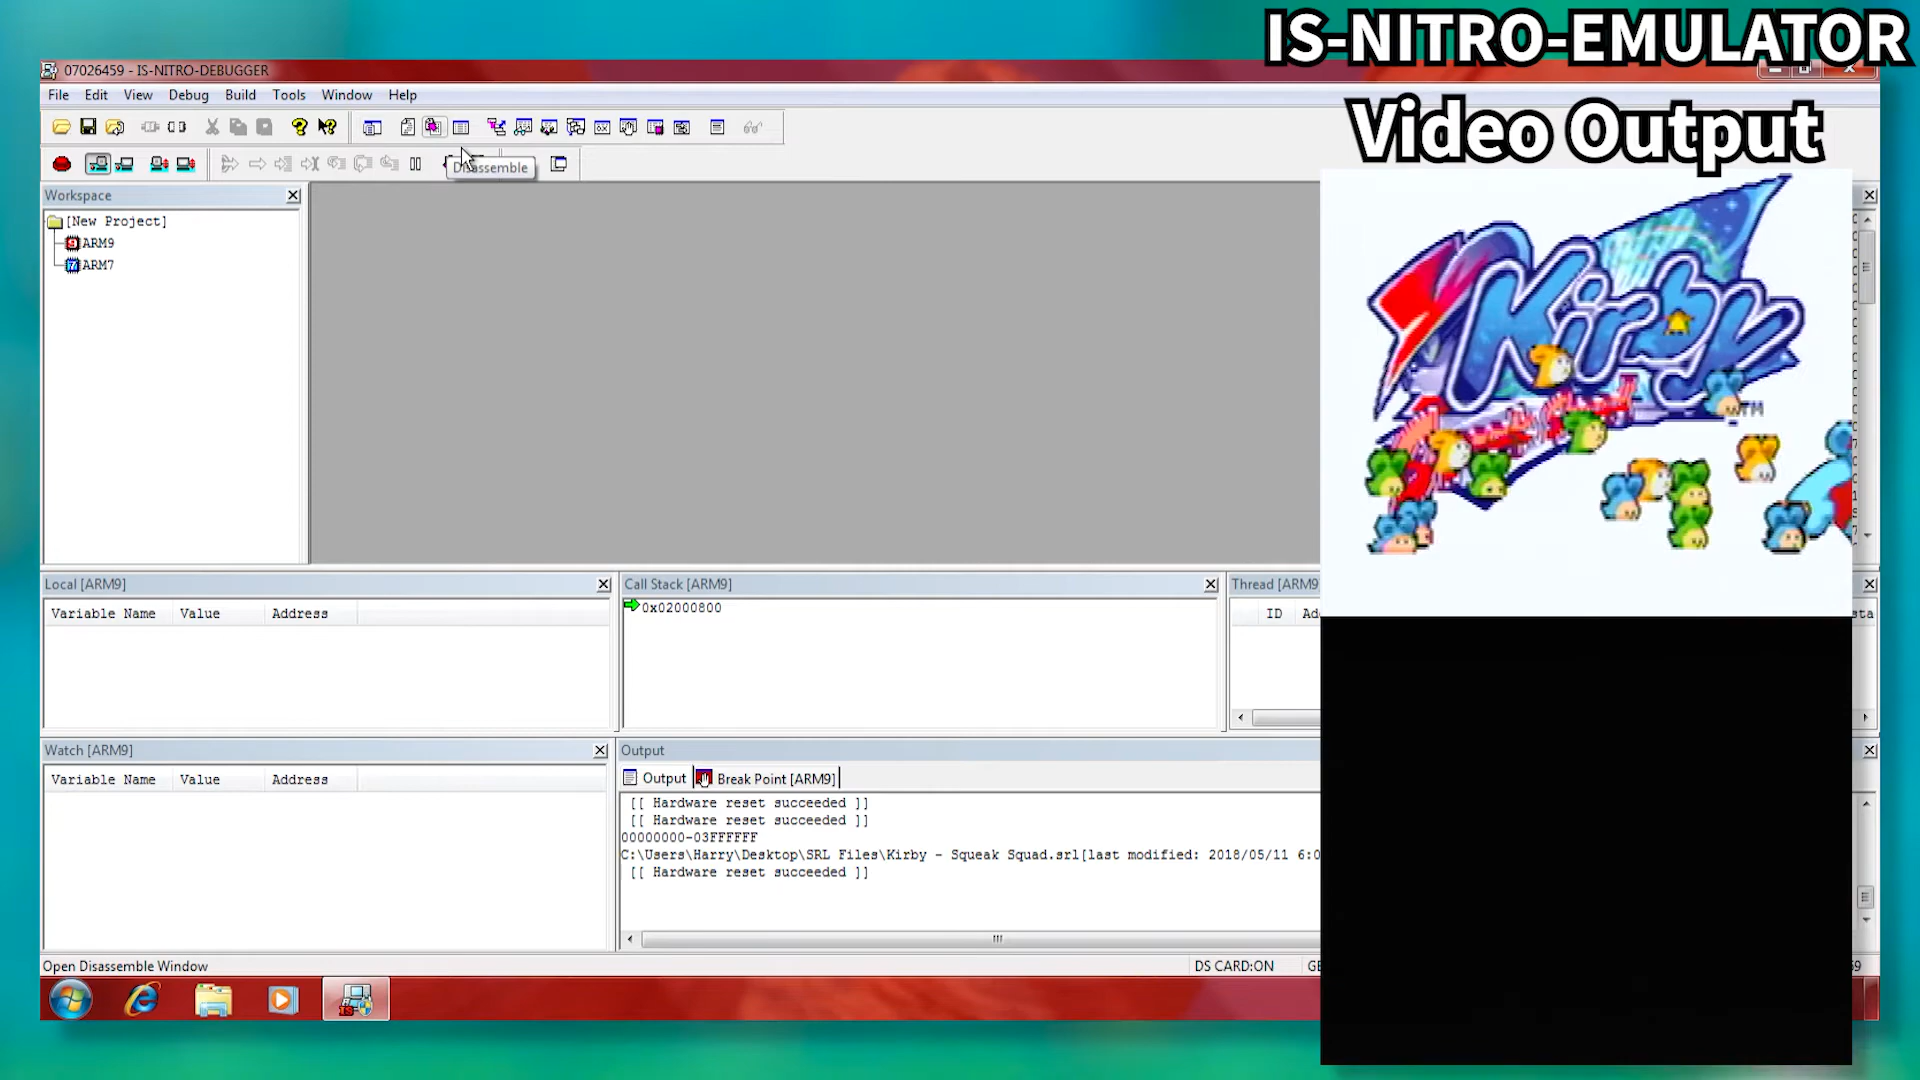 IS-NITRO-EMULATOR
Video Output
07026459 - IS-NITRO-DEBUGGER
File Edit View Debug Build Tools Window Help
Disassemble
Workspace
[New Project]
ARM9
ARM7
Kirby
TM
Local [ARM9]
Variable Name Value Address
Call Stack [ARM9]
0x02000800
Thread [ARM9
ID
Watch [ARM9]
Variable Name Value Address
Output
Output Break Point [ARM9]
[[ Hardware reset succeeded ]]
[[ Hardware reset succeeded ]]
00000000-03FFFFFF
C:\Users\Harry\Desktop\SRL Files\Kirby - Squeak Squad.srl[last modified: 2018/05/11 6:0
[[ Hardware reset succeeded ]]
Open Disassemble Window
DS CARD:ON